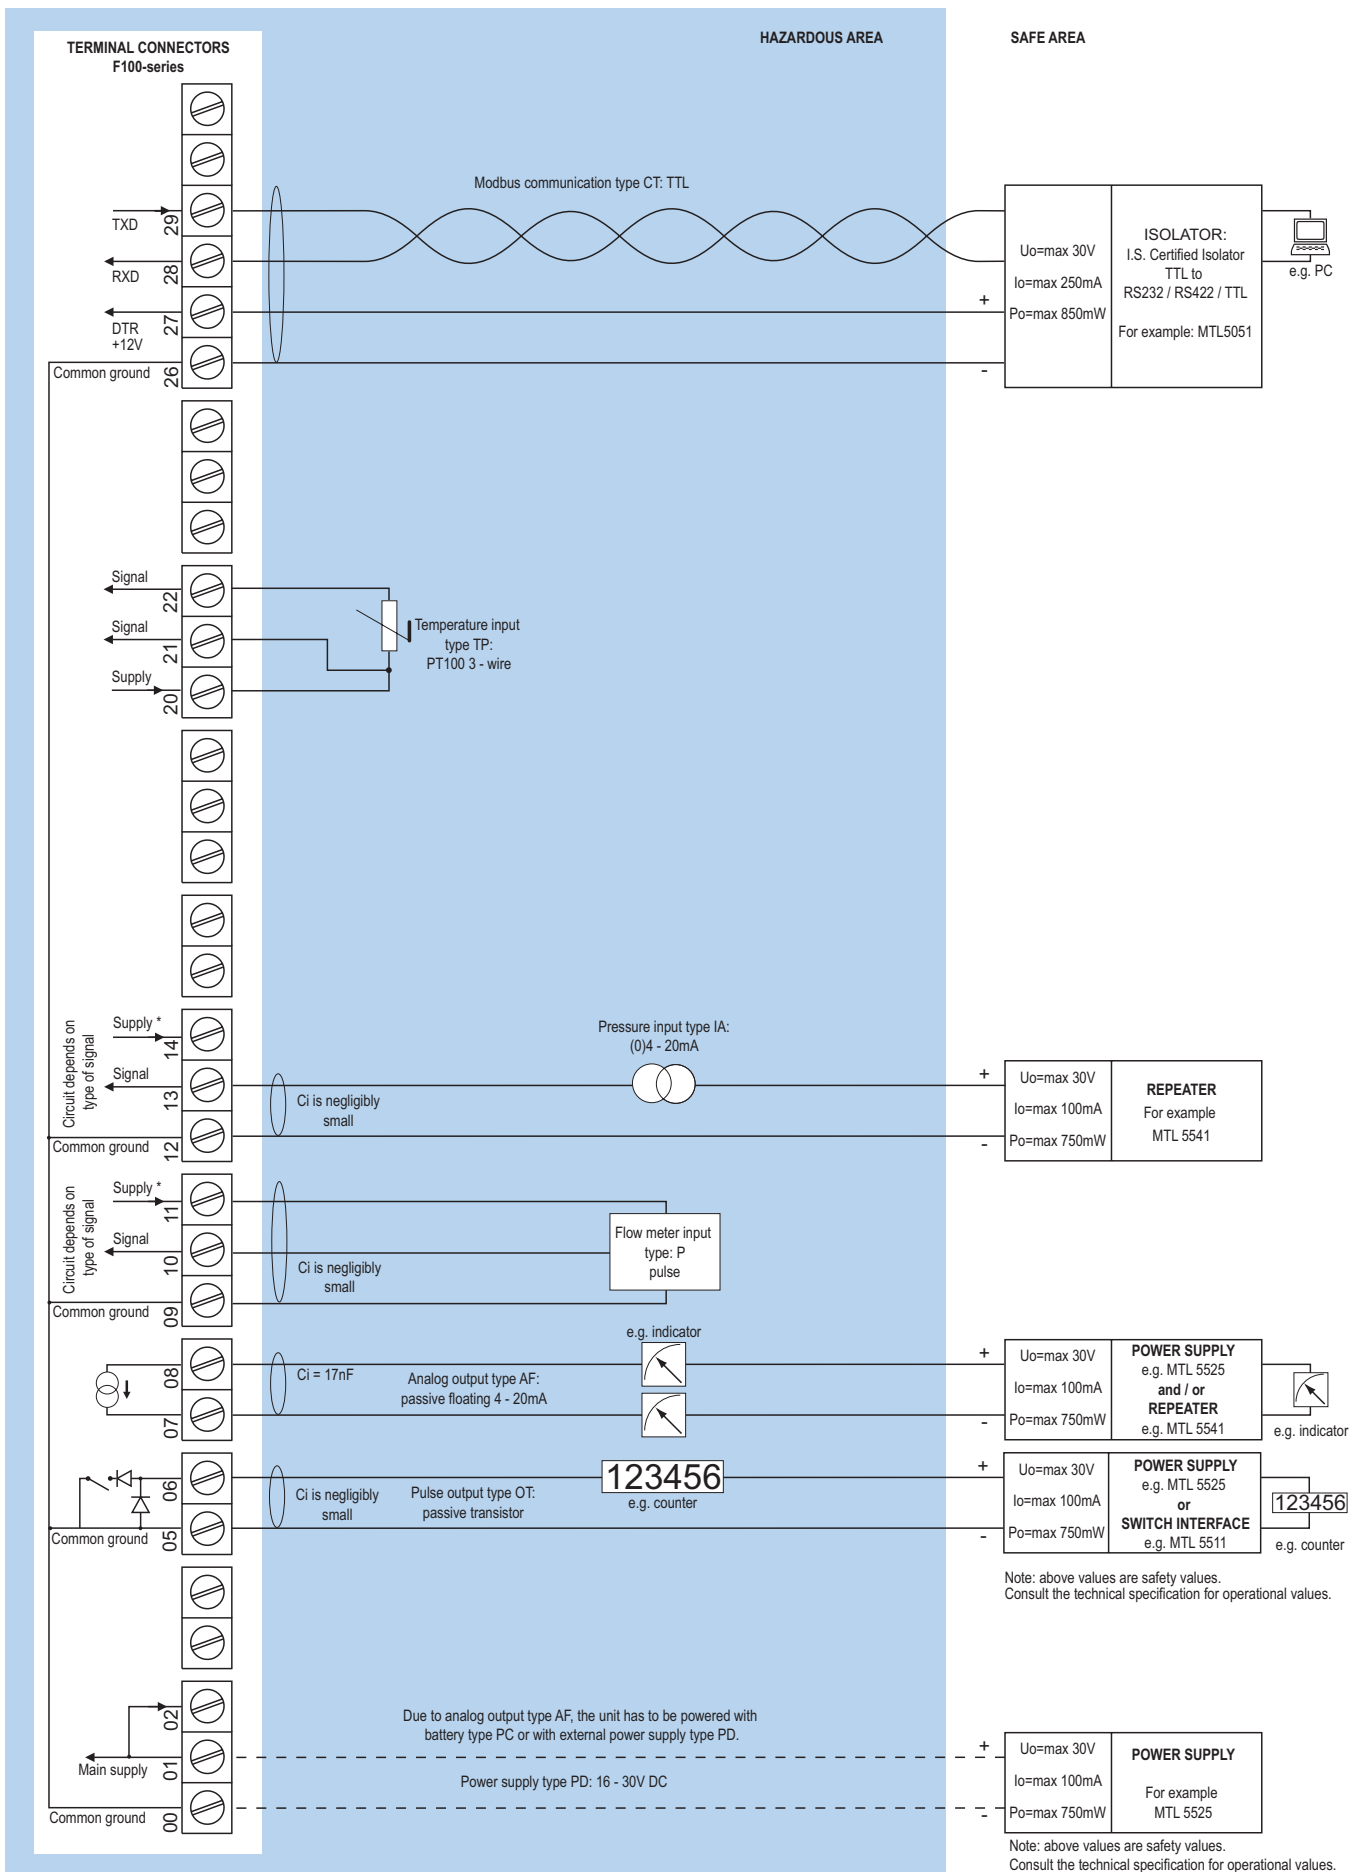 HAZARDOUS AREA
SAFE AREA
TERMINAL CONNECTORS
F100-series
Modbus communication type CT: TTL
TXD
29
RXD
28
DTR
+12V
27
Common ground
26
+
-
Uo=max 30V
Io=max 250mA
Po=max 850mW
ISOLATOR:
I.S. Certified Isolator
TTL to
RS232 / RS422 / TTL
For example: MTL5051
e.g. PC
Signal
22
Signal
21
Supply
20
Temperature input
type TP:
PT100 3 - wire
Circuit depends on
type of signal
Supply *
14
Signal
13
Common ground
12
Ci is negligibly
small
Pressure input type IA:
(0)4 - 20mA
+
-
Uo=max 30V
Io=max 100mA
Po=max 750mW
REPEATER
For example
MTL 5541
Circuit depends on
type of signal
Supply *
11
Signal
10
Common ground
09
Ci is negligibly
small
Flow meter input
type: P
pulse
08
07
Ci = 17nF
Analog output type AF:
passive floating 4 - 20mA
e.g. indicator
+
-
Uo=max 30V
Io=max 100mA
Po=max 750mW
POWER SUPPLY
e.g. MTL 5525
and / or
REPEATER
e.g. MTL 5541
e.g. indicator
06
Common ground
05
Ci is negligibly
small
Pulse output type OT:
passive transistor
123456
e.g. counter
+
-
Uo=max 30V
Io=max 100mA
Po=max 750mW
POWER SUPPLY
e.g. MTL 5525
or
SWITCH INTERFACE
e.g. MTL 5511
123456
e.g. counter
Note: above values are safety values.
Consult the technical specification for operational values.
02
Main supply
01
Common ground
00
Due to analog output type AF, the unit has to be powered with
battery type PC or with external power supply type PD.
Power supply type PD: 16 - 30V DC
+
-
Uo=max 30V
Io=max 100mA
Po=max 750mW
POWER SUPPLY
For example
MTL 5525
Note: above values are safety values.
Consult the technical specification for operational values.